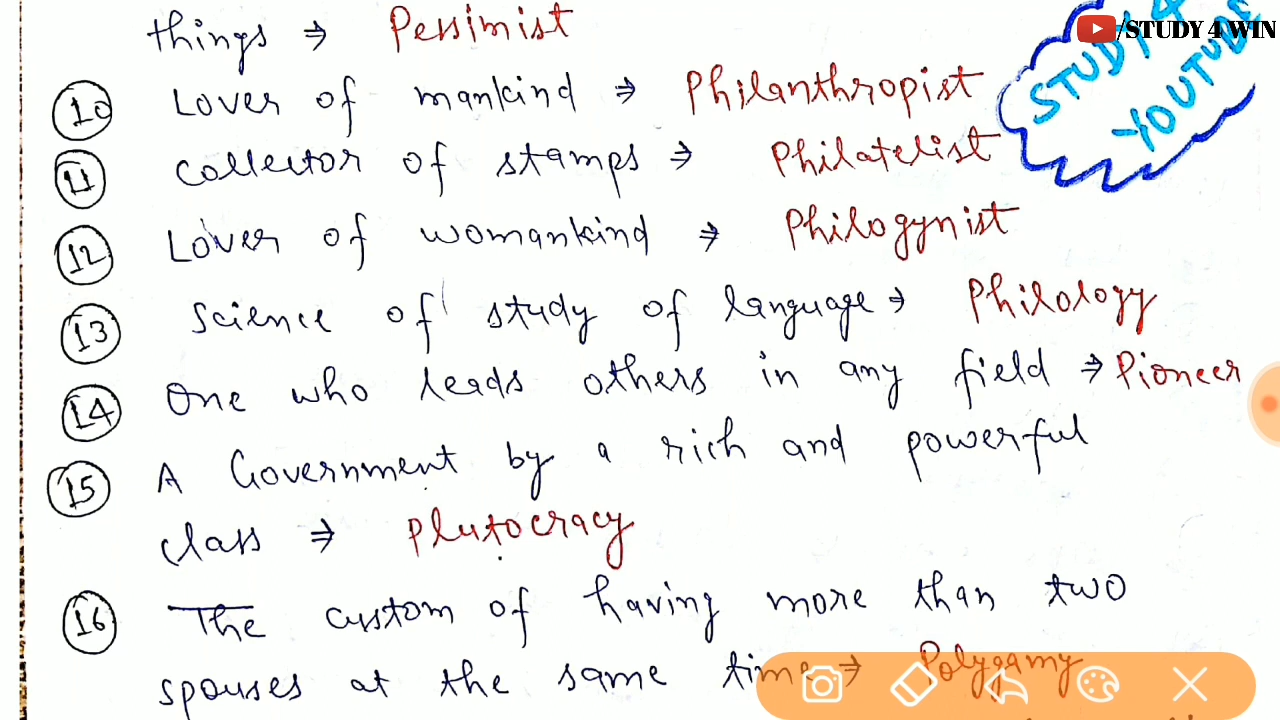 things ⇒ Pessimist
/STUDY 4 WIN
STUDY 4
YOUTUBE
10 Lover of mankind ⇒ Philanthropist
11 Collector of stamps ⇒ Philatelist
12 Lover of womankind ⇒ Philogynist
13 Science of study of language ⇒ Philology
14 One who leads others in any field ⇒ Pioneer
15 A Government by a rich and powerful
class ⇒ Plutocracy
16 The custom of having more than two
spouses at the same time ⇒ Polygamy